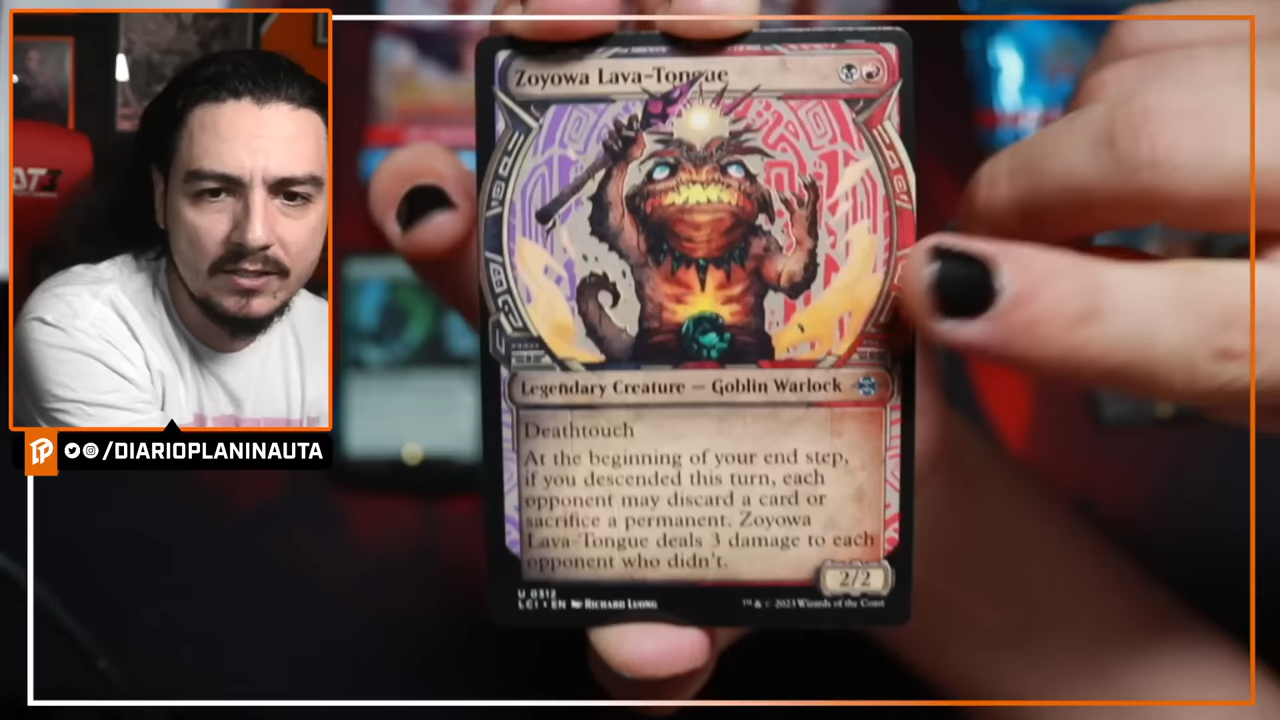 Zoyowa Lava-Tongue
Legendary Creature — Goblin Warlock
Deathtouch
At the beginning of your end step,
if you descended this turn, each
opponent may discard a card or
sacrifice a permanent. Zoyowa
Lava-Tongue deals 3 damage to each
opponent who didn't.
2/2
U 0312
LCI • EN Richard Luong
™ & © 2023 Wizards of the Coast
/DIARIOPLANINAUTA